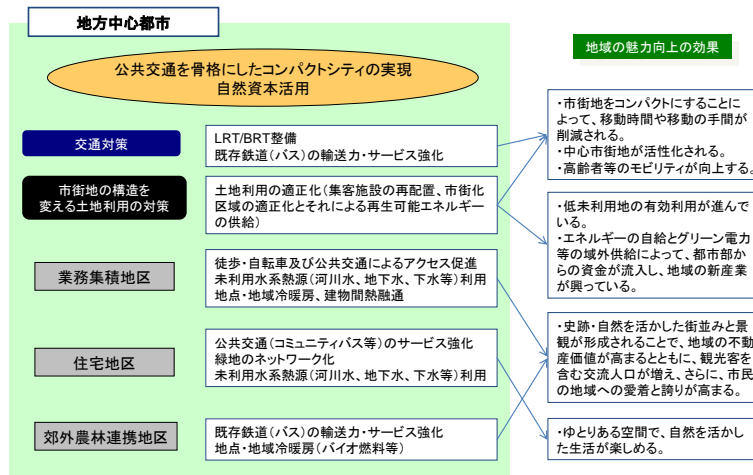 地方中心都市
公共交通を骨格にしたコンパクトシティの実現
自然資本活用
交通対策
LRT/BRT整備
既存鉄道(バス)の輸送力・サービス強化
市街地の構造を
変える土地利用の対策
土地利用の適正化(集客施設の再配置、市街化
区域の適正化とそれによる再生可能エネルギー
の供給)
業務集積地区
徒歩・自転車及び公共交通によるアクセス促進
未利用水系熱源(河川水、地下水、下水等)利用
地点・地域冷暖房、建物間熱融通
住宅地区
公共交通(コミュニティバス等)のサービス強化
緑地のネットワーク化
未利用水系熱源(河川水、地下水、下水等)利用
郊外農林連携地区
既存鉄道(バス)の輸送力・サービス強化
地点・地域冷暖房(バイオ燃料等)
地域の魅力向上の効果
・市街地をコンパクトにすることに
よって、移動時間や移動の手間が
削減される。
・中心市街地が活性化される。
・高齢者等のモビリティが向上する。
・低未利用地の有効利用が進んで
いる。
・エネルギーの自給とグリーン電力
等の域外供給によって、都市部か
らの資金が流入し、地域の新産業
が興っている。
・史跡・自然を活かした街並みと景
観が形成されることで、地域の不動
産価値が高まるとともに、観光客を
含む交流人口が増え、さらに、市民
の地域への愛着と誇りが高まる。
・ゆとりある空間で、自然を活かし
た生活が楽しめる。